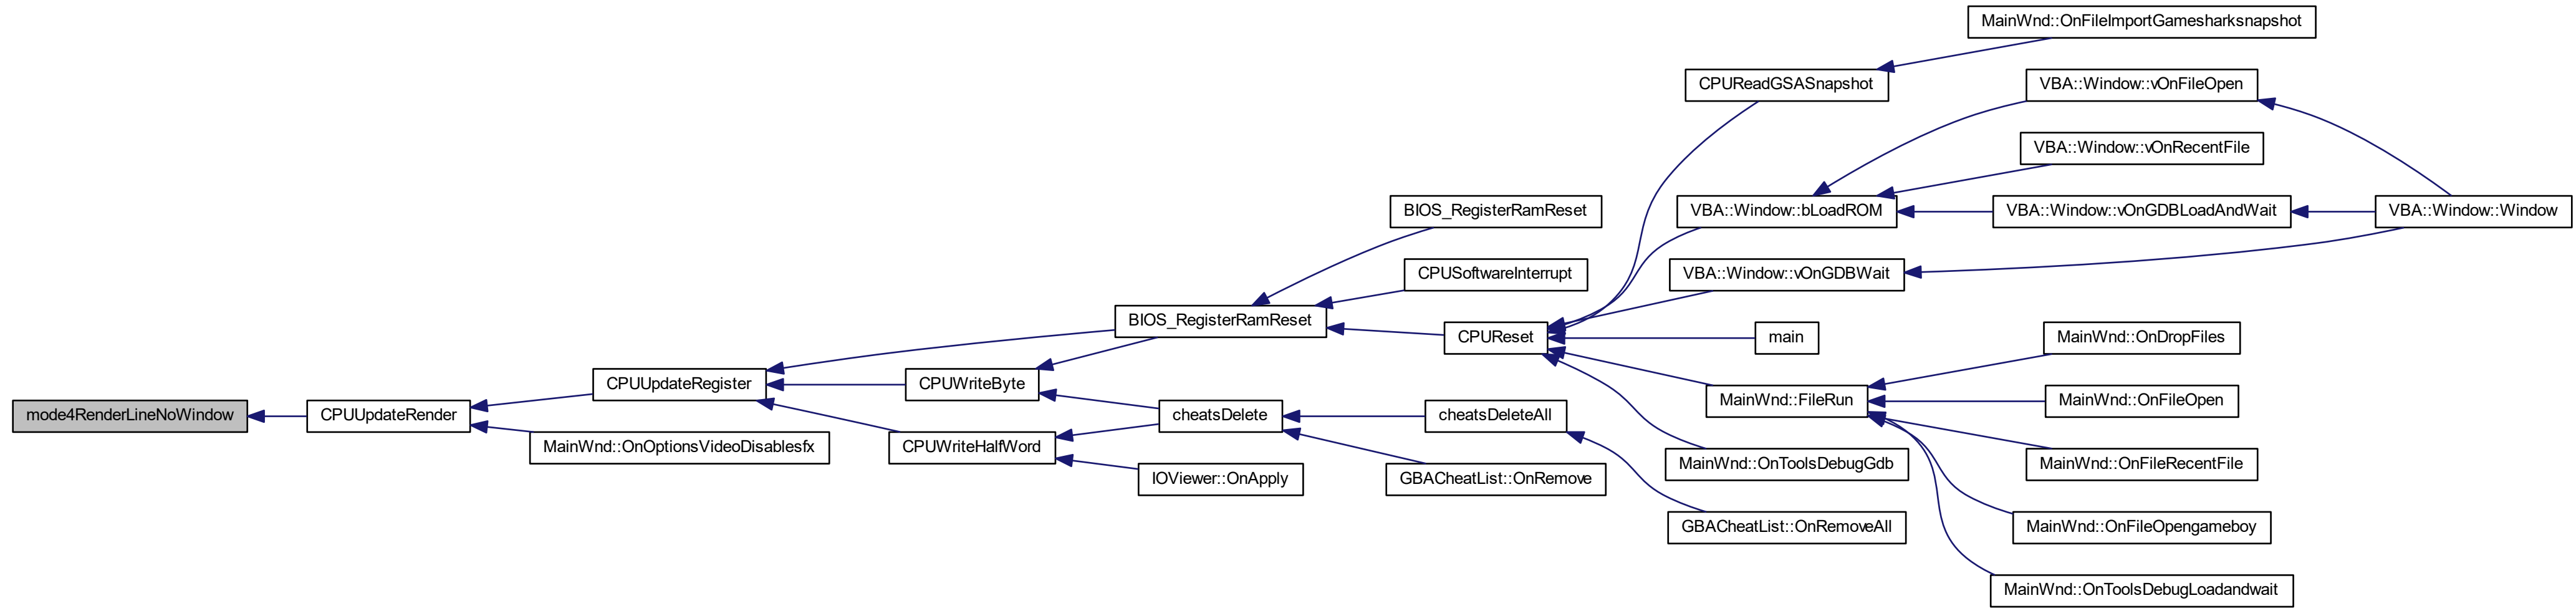 mode4RenderLineNoWindow
CPUUpdateRender
CPUUpdateRegister
MainWnd::OnOptionsVideoDisablesfx
CPUWriteByte
CPUWriteHalfWord
BIOS_RegisterRamReset
cheatsDelete
IOViewer::OnApply
BIOS_RegisterRamReset
CPUSoftwareInterrupt
CPUReset
cheatsDeleteAll
GBACheatList::OnRemove
CPUReadGSASnapshot
VBA::Window::bLoadROM
VBA::Window::vOnGDBWait
main
MainWnd::FileRun
MainWnd::OnToolsDebugGdb
GBACheatList::OnRemoveAll
MainWnd::OnFileImportGamesharksnapshot
VBA::Window::vOnFileOpen
VBA::Window::vOnRecentFile
VBA::Window::vOnGDBLoadAndWait
MainWnd::OnDropFiles
MainWnd::OnFileOpen
MainWnd::OnFileRecentFile
MainWnd::OnFileOpengameboy
MainWnd::OnToolsDebugLoadandwait
VBA::Window::Window